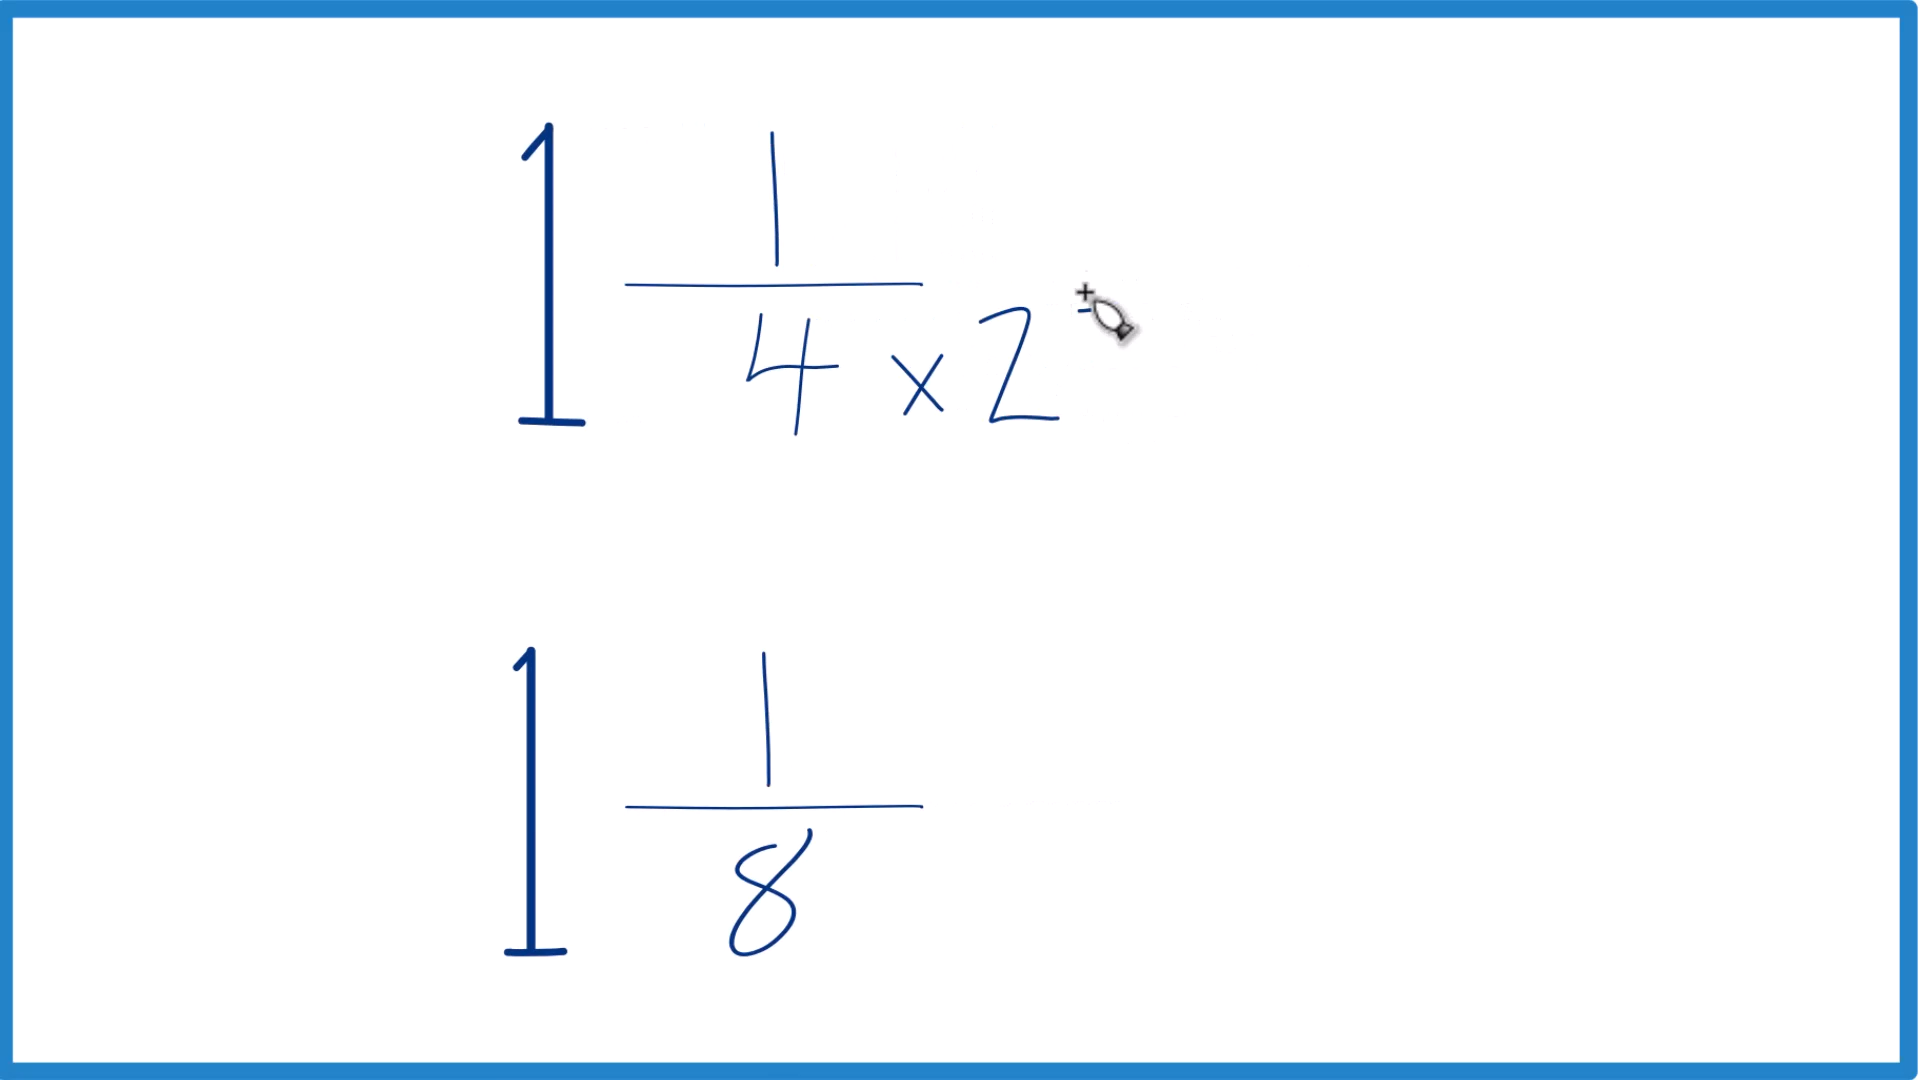 1 1/4 × 2 =
1 1/8